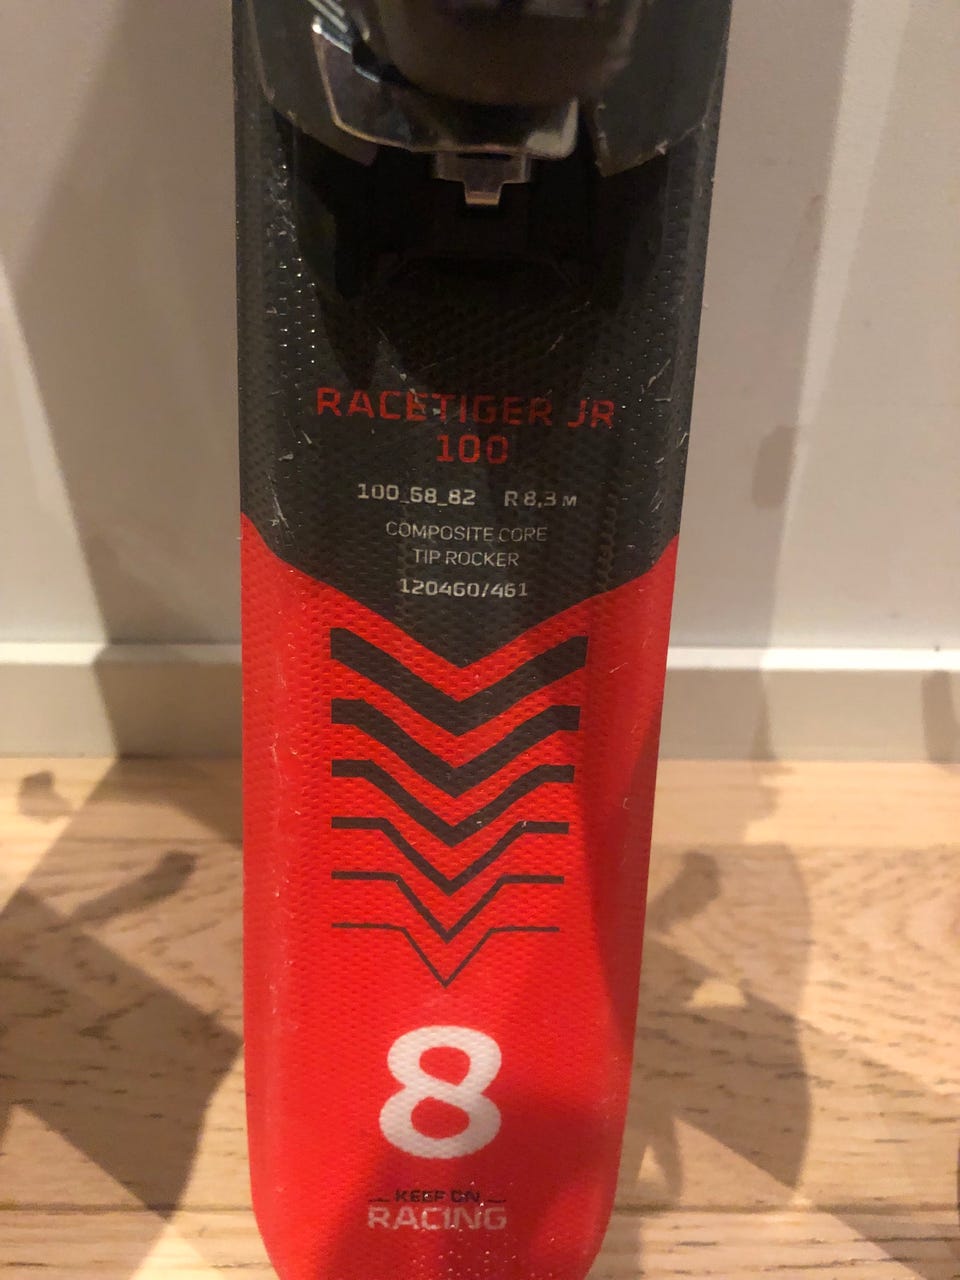 RACETIGER JR
100
100_68_82 R 8,3 M
COMPOSITE CORE
TIP ROCKER
120460/461
8
KEEP ON
RACING